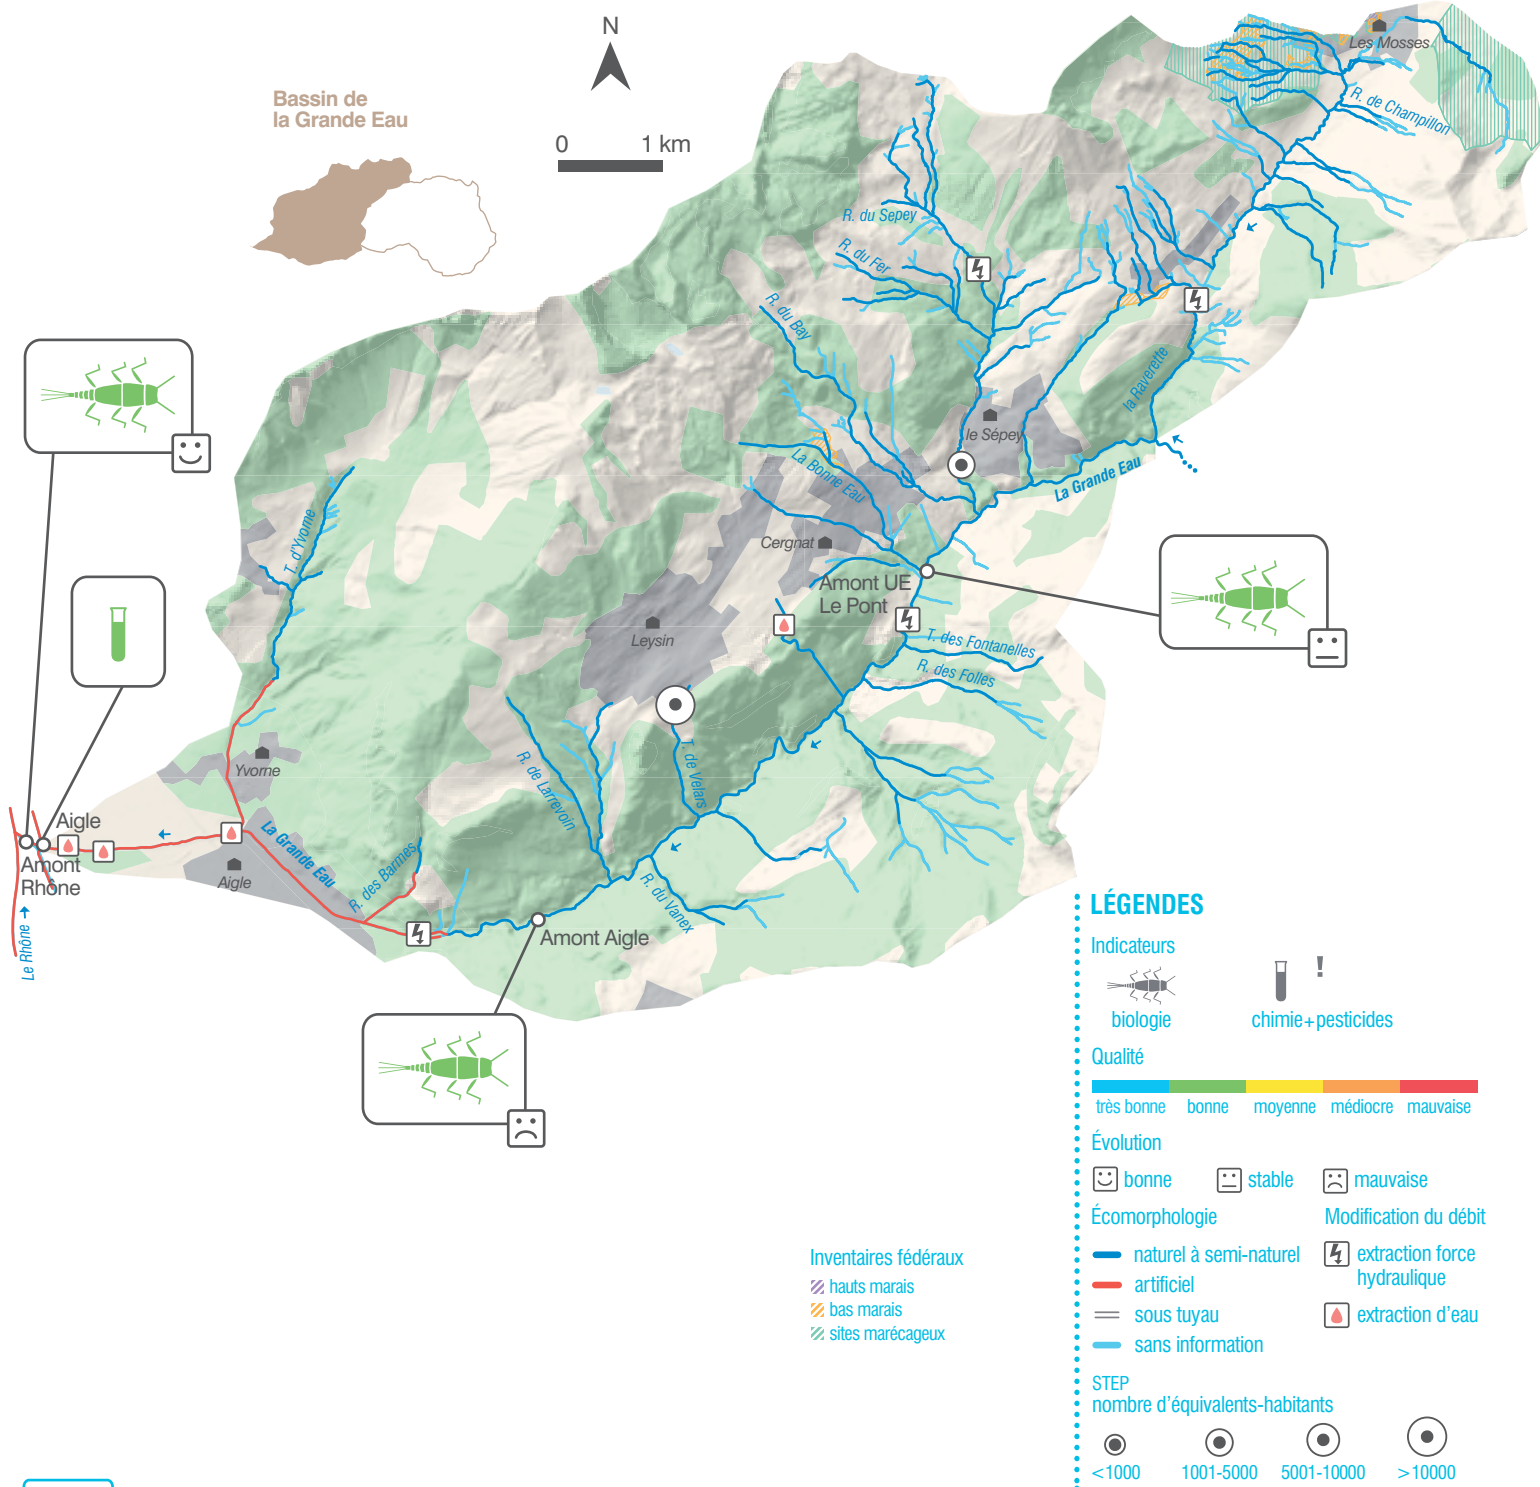 N
Bassin de
la Grande Eau
0 1 km
Les Mosses
R. de Champillon
R. du Sepey
R. du Fer
R. du Bay
la Raverette
le Sépey
La Grande Eau
La Bonne Eau
Cergnat
Amont UE
Le Pont
T. d'Yvorne
Leysin
T. des Fontanelles
R. des Folles
T. de Velars
R. de Larrevoin
Yvorne
Aigle
Amont
Rhône
La Grande Eau
Aigle
R. des Barmes
R. du Vanex
Amont Aigle
Le Rhône
LÉGENDES
Indicateurs
!
biologie
chimie+pesticides
Qualité
très bonne bonne moyenne médiocre mauvaise
Évolution
bonne stable mauvaise
Écomorphologie
Modification du débit
naturel à semi-naturel
extraction force
hydraulique
artificiel
sous tuyau
extraction d'eau
sans information
Inventaires fédéraux
hauts marais
bas marais
sites marécageux
STEP
nombre d'équivalents-habitants
<1000 1001-5000 5001-10000 >10000